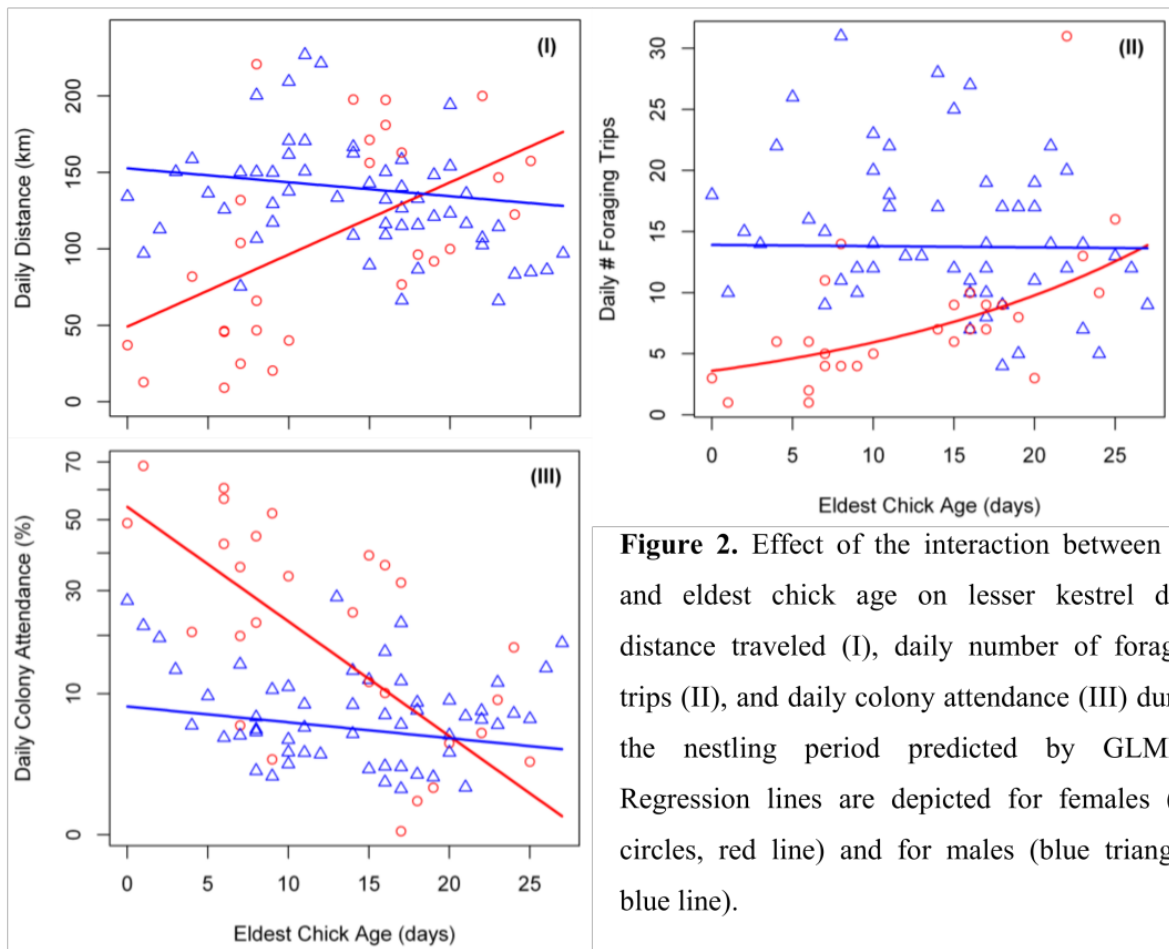 (I)
Daily Distance (km)
200
150
100
50
0
(II)
Daily # Foraging Trips
30
25
20
15
10
5
0
0 5 10 15 20 25
Eldest Chick Age (days)
(III)
Daily Colony Attendance (%)
70
50
30
10
0
0 5 10 15 20 25
Eldest Chick Age (days)
Figure 2. Effect of the interaction between
and eldest chick age on lesser kestrel d
distance traveled (I), daily number of forag
trips (II), and daily colony attendance (III) du
the nestling period predicted by GLM
Regression lines are depicted for females (
circles, red line) and for males (blue triang
blue line).